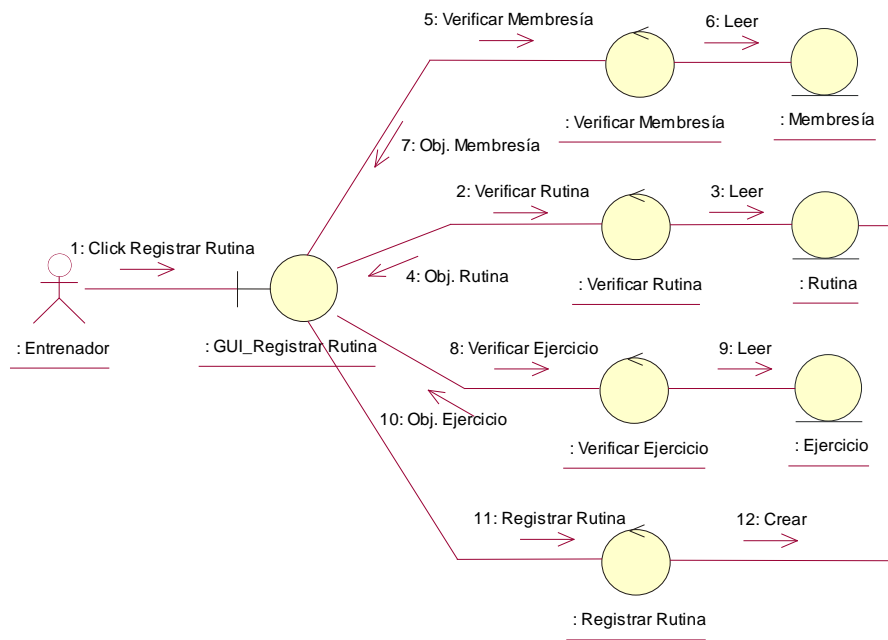 5: Verificar Membresía
6: Leer
: Verificar Membresía
: Membresía
7: Obj. Membresía
2: Verificar Rutina
3: Leer
1: Click Registrar Rutina
4: Obj. Rutina
: Verificar Rutina
: Rutina
: Entrenador
: GUI_Registrar Rutina
8: Verificar Ejercicio
9: Leer
10: Obj. Ejercicio
: Verificar Ejercicio
: Ejercicio
11: Registrar Rutina
12: Crear
: Registrar Rutina